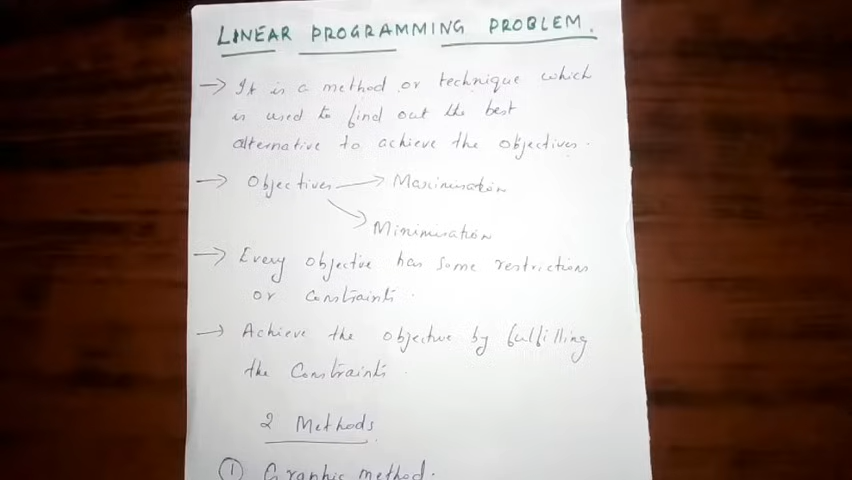 LINEAR PROGRAMMING PROBLEM.
→ It is a method or technique which
is used to find out the best
alternative to achieve the objectives.
→ Objectives → Maximisation
→ Minimisation
→ Every objective has some restrictions
or constraints.
→ Achieve the objective by fulfilling
the Constraints.
2 Methods
① Graphic method.